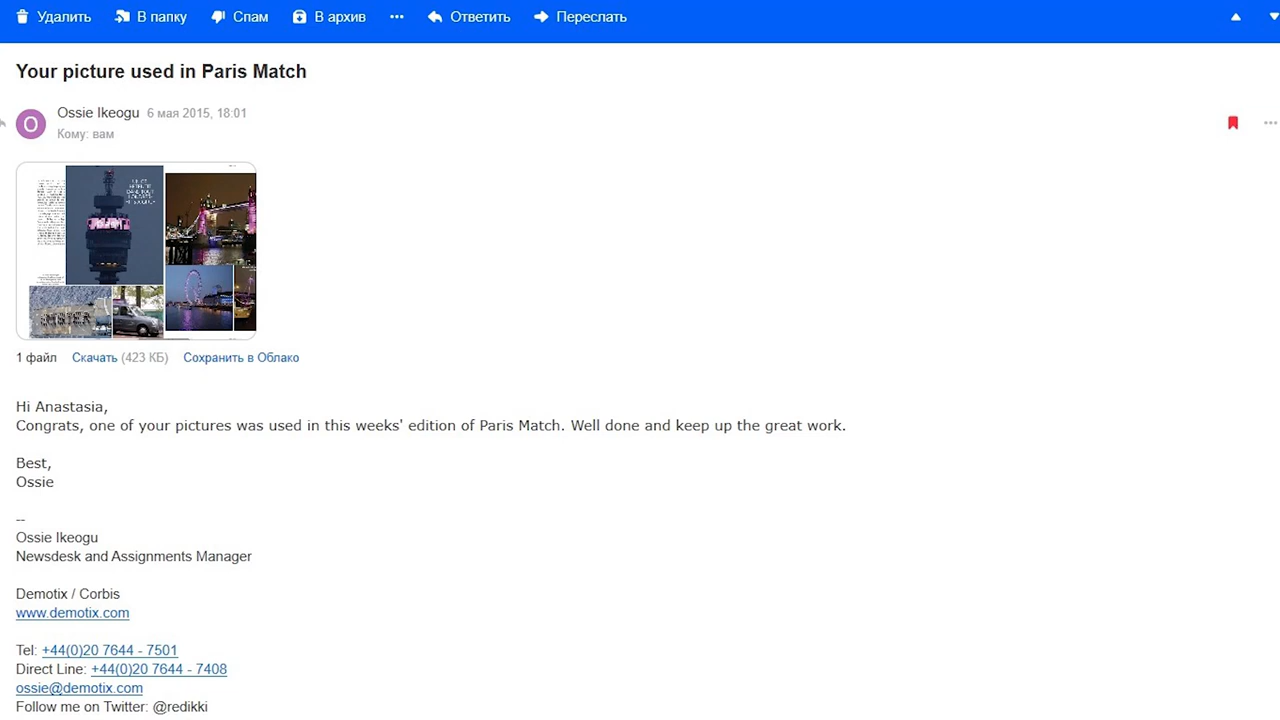 Удалить В папку Спам В архив ••• Ответить Переслать
Your picture used in Paris Match
Ossie Ikeogu 6 мая 2015, 18:01
O
Кому: вам
1 файл Скачать (423 КБ) Сохранить в Облако
Hi Anastasia,
Congrats, one of your pictures was used in this weeks' edition of Paris Match. Well done and keep up the great work.
Best,
Ossie
--
Ossie Ikeogu
Newsdesk and Assignments Manager
Demotix / Corbis
www.demotix.com
Tel: +44(0)20 7644 - 7501
Direct Line: +44(0)20 7644 - 7408
ossie@demotix.com
Follow me on Twitter: @redikki